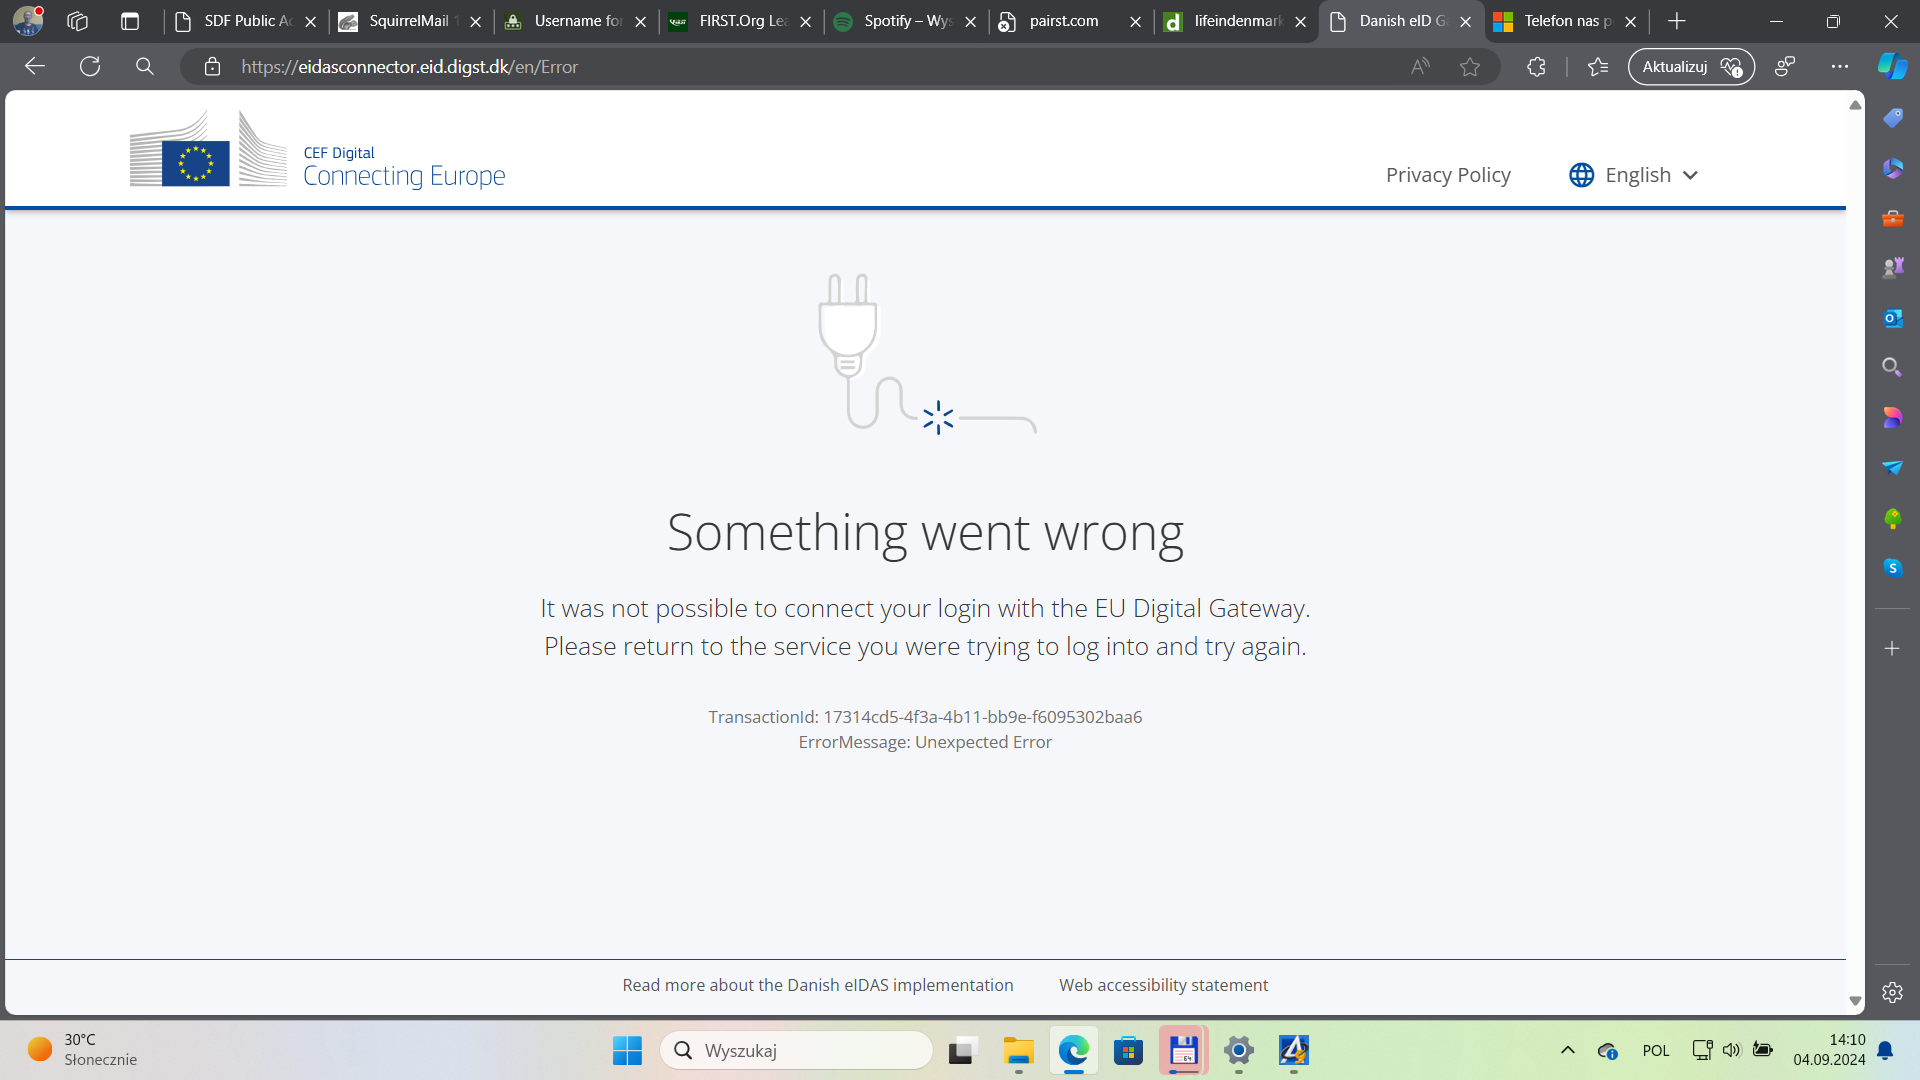 SDF Public Ac
SquirrelMail 1
Username for
FIRST.Org Lea
Spotify – Wys
pairst.com
lifeindenmark
Danish eID Ga
Telefon nas p
https://eidasconnector.eid.digst.dk/en/Error
Aktualizuj
CEF Digital
Connecting Europe
Privacy Policy
English
Something went wrong
It was not possible to connect your login with the EU Digital Gateway.
Please return to the service you were trying to log into and try again.
TransactionId: 17314cd5-4f3a-4b11-bb9e-f6095302baa6
ErrorMessage: Unexpected Error
Read more about the Danish eIDAS implementation
Web accessibility statement
30°C
Słonecznie
Wyszukaj
64
POL
14:10
04.09.2024